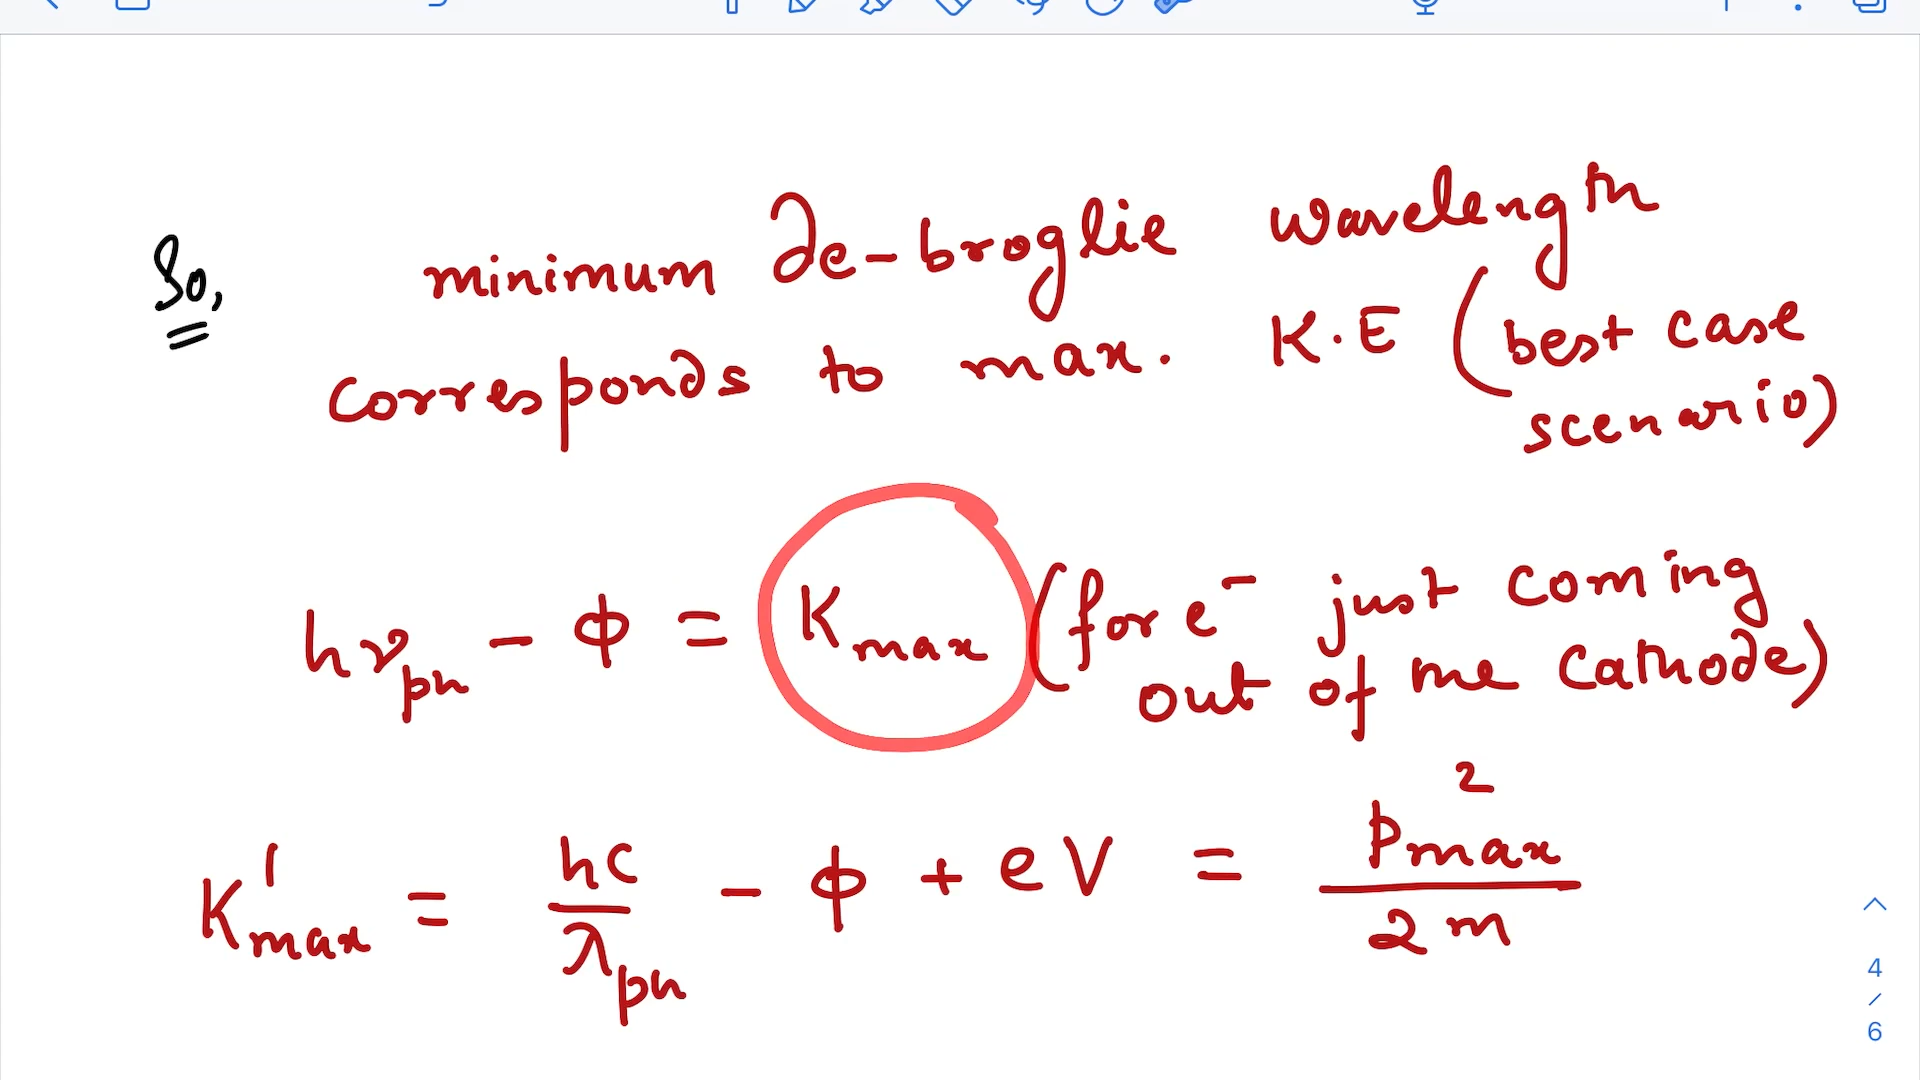 So,
minimum de-broglie wavelength
corresponds to max. K.E (best case
scenario)
hν_ph - ϕ = K_max (for e⁻ just coming
out of the cathode)
K'_max = hc/λ_ph - ϕ + eV = p²_max/2m
4
/
6